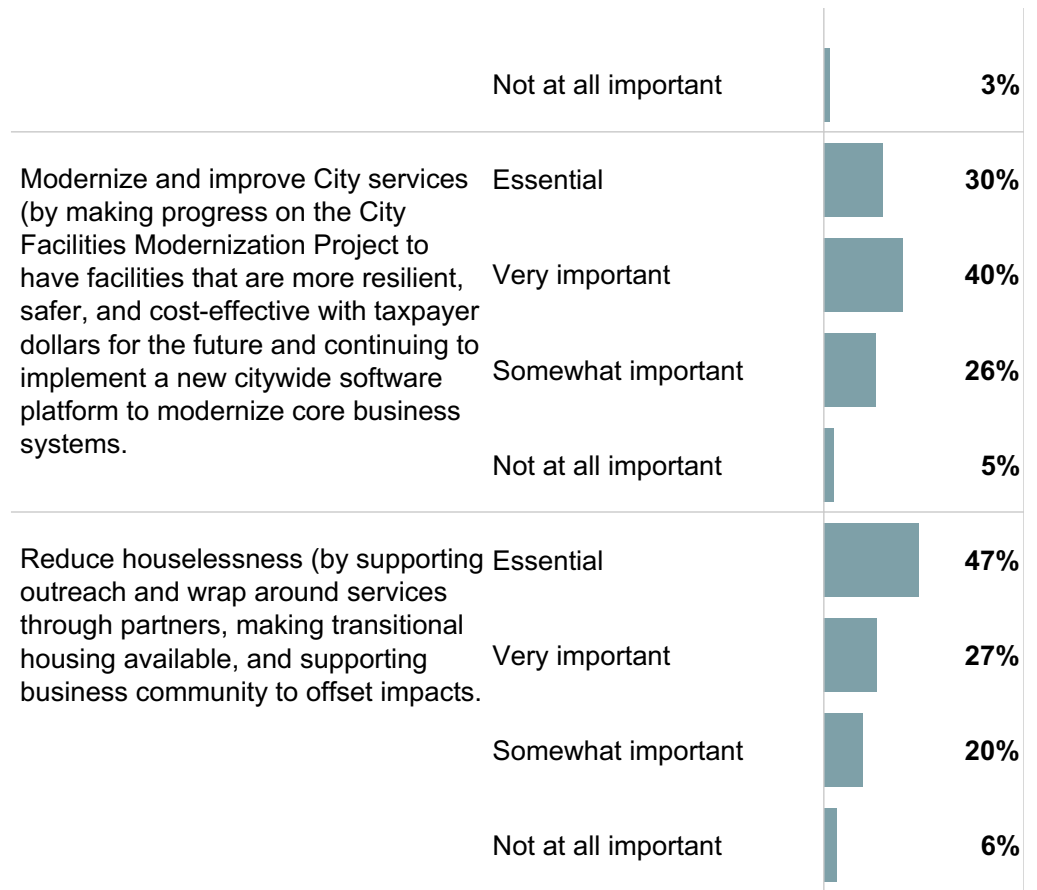 Not at all important 3%
Modernize and improve City services Essential 30%
(by making progress on the City
Facilities Modernization Project to
have facilities that are more resilient, Very important 40%
safer, and cost-effective with taxpayer
dollars for the future and continuing to
implement a new citywide software Somewhat important 26%
platform to modernize core business
systems.
Not at all important 5%
Reduce houselessness (by supporting Essential 47%
outreach and wrap around services
through partners, making transitional
housing available, and supporting Very important 27%
business community to offset impacts.
Somewhat important 20%
Not at all important 6%